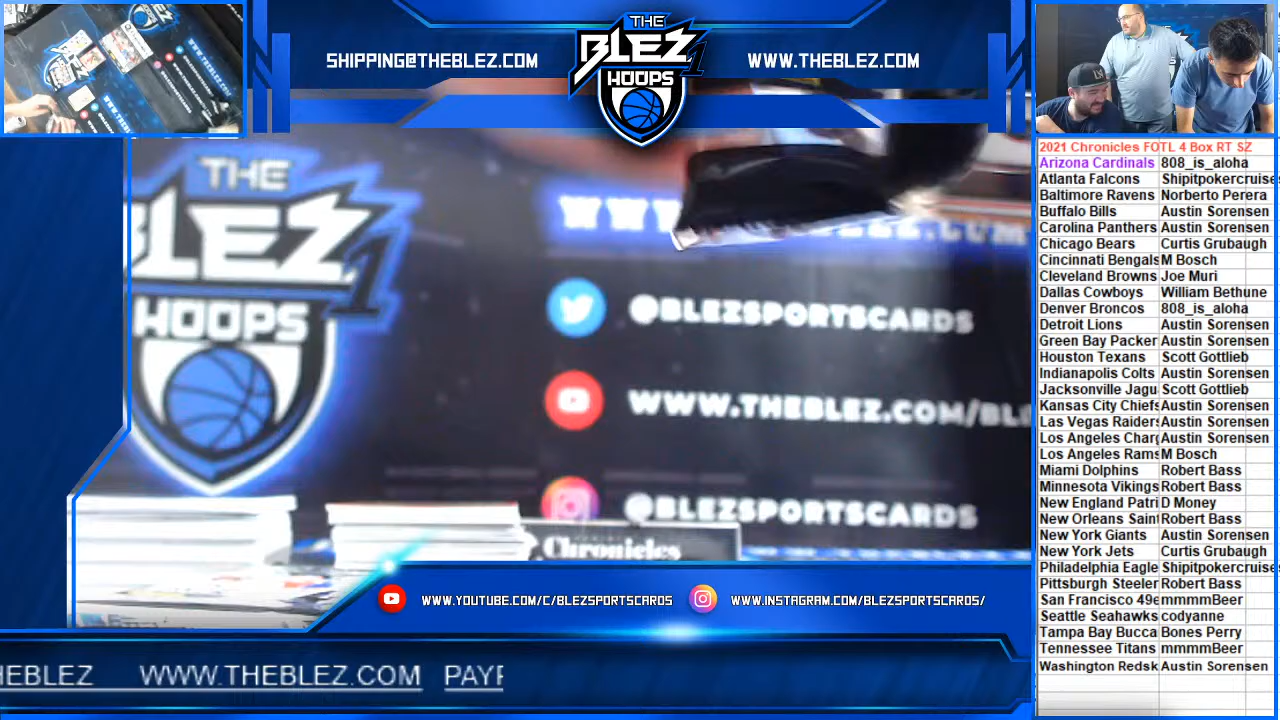 SHIPPING@THEBLEZ.COM
THE
BLEZ1
HOOPS
WWW.THEBLEZ.COM
THE
BLEZ1
HOOPS
@BLEZSPORTSCARDS
WWW.THEBLEZ.COM/BL
@BLEZSPORTSCARDS
Chronicles
WWW.YOUTUBE.COM/C/BLEZSPORTSCARDS
WWW.INSTAGRAM.COM/BLEZSPORTSCARDS/
HEBLEZ WWW.THEBLEZ.COM PAYF
2021 Chronicles FOTL 4 Box RT SZ
Arizona Cardinals 808_is_aloha
Atlanta Falcons Shipitpokercruise
Baltimore Ravens Norberto Perera
Buffalo Bills Austin Sorensen
Carolina Panthers Austin Sorensen
Chicago Bears Curtis Grubaugh
Cincinnati Bengals M Bosch
Cleveland Browns Joe Muri
Dallas Cowboys William Bethune
Denver Broncos 808_is_aloha
Detroit Lions Austin Sorensen
Green Bay Packer Austin Sorensen
Houston Texans Scott Gottlieb
Indianapolis Colts Austin Sorensen
Jacksonville Jagu Scott Gottlieb
Kansas City Chiefs Austin Sorensen
Las Vegas Raiders Austin Sorensen
Los Angeles Charg Austin Sorensen
Los Angeles Rams M Bosch
Miami Dolphins Robert Bass
Minnesota Vikings Robert Bass
New England Patri D Money
New Orleans Saint Robert Bass
New York Giants Austin Sorensen
New York Jets Curtis Grubaugh
Philadelphia Eagle Shipitpokercruise
Pittsburgh Steeler Robert Bass
San Francisco 49e mmmmBeer
Seattle Seahawks codyanne
Tampa Bay Bucca Bones Perry
Tennessee Titans mmmmBeer
Washington Redsk Austin Sorensen